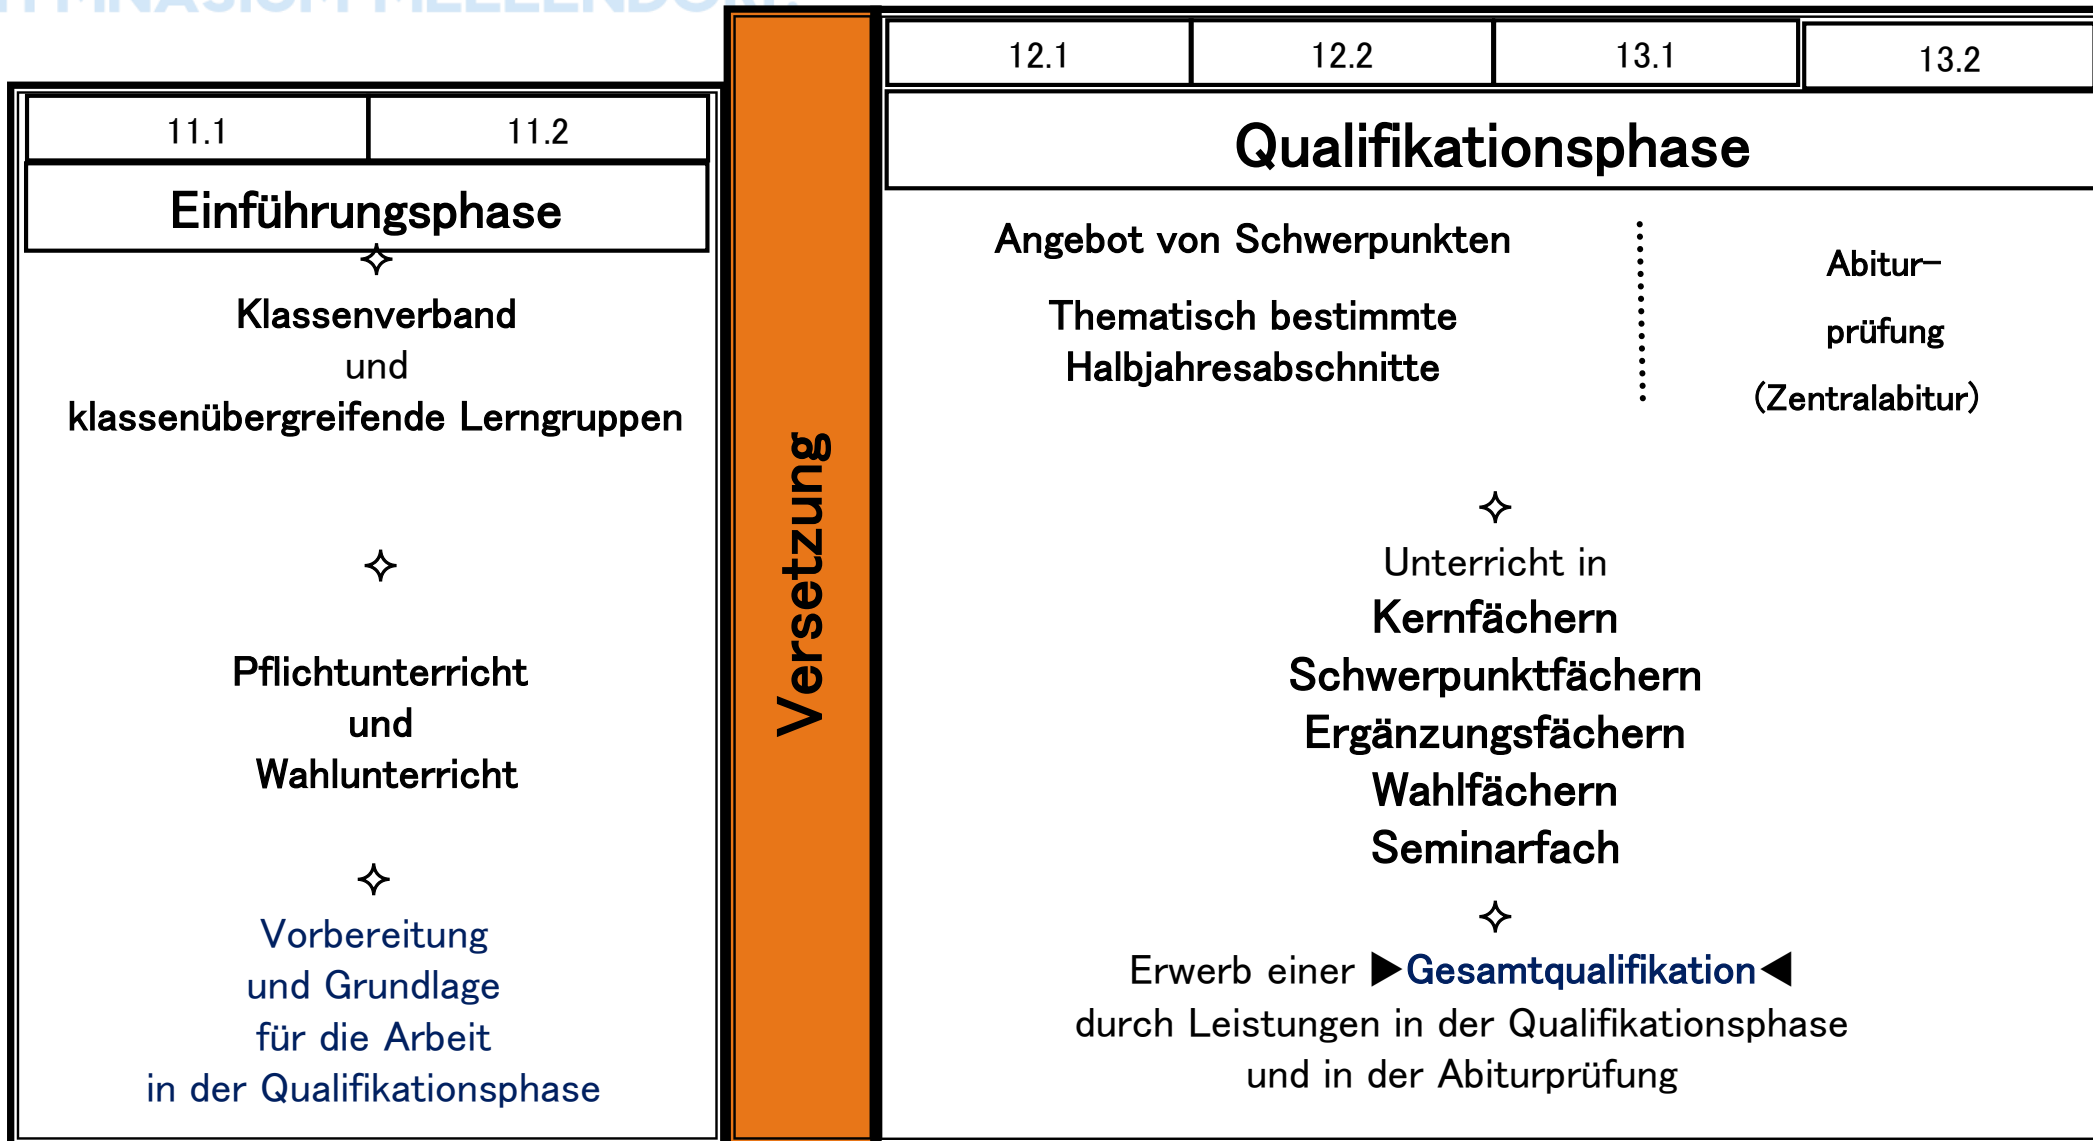 GYMNASIUM MELLENDORF
11.1 11.2
Einführungsphase
Klassenverband
und
klassenübergreifende Lerngruppen
Pflichtunterricht
und
Wahlunterricht
Vorbereitung
und Grundlage
für die Arbeit
in der Qualifikationsphase
Versetzung
12.1 12.2 13.1 13.2
Qualifikationsphase
Angebot von Schwerpunkten
Thematisch bestimmte
Halbjahresabschnitte
Abitur-
prüfung
(Zentralabitur)
Unterricht in
Kernfächern
Schwerpunktfächern
Ergänzungsfächern
Wahlfächern
Seminarfach
Erwerb einer ►Gesamtqualifikation◄
durch Leistungen in der Qualifikationsphase
und in der Abiturprüfung